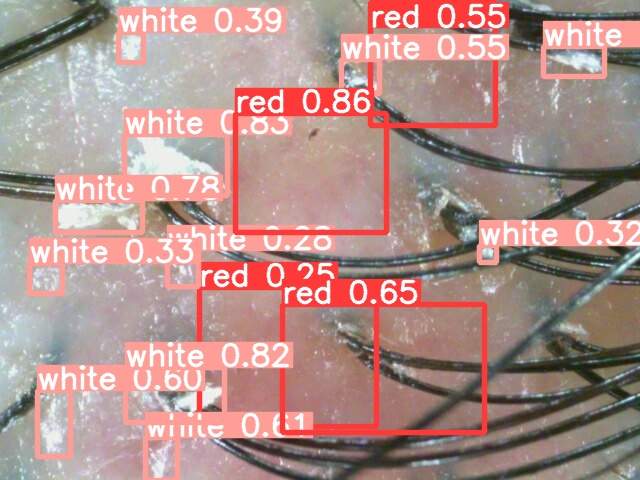 white 0.39
red 0.55
white
white 0.55
red 0.86
white 0.83
white 0.78
white 0.32
white 0.28
white 0.33
red 0.25
red 0.65
white 0.82
white 0.60
white 0.61